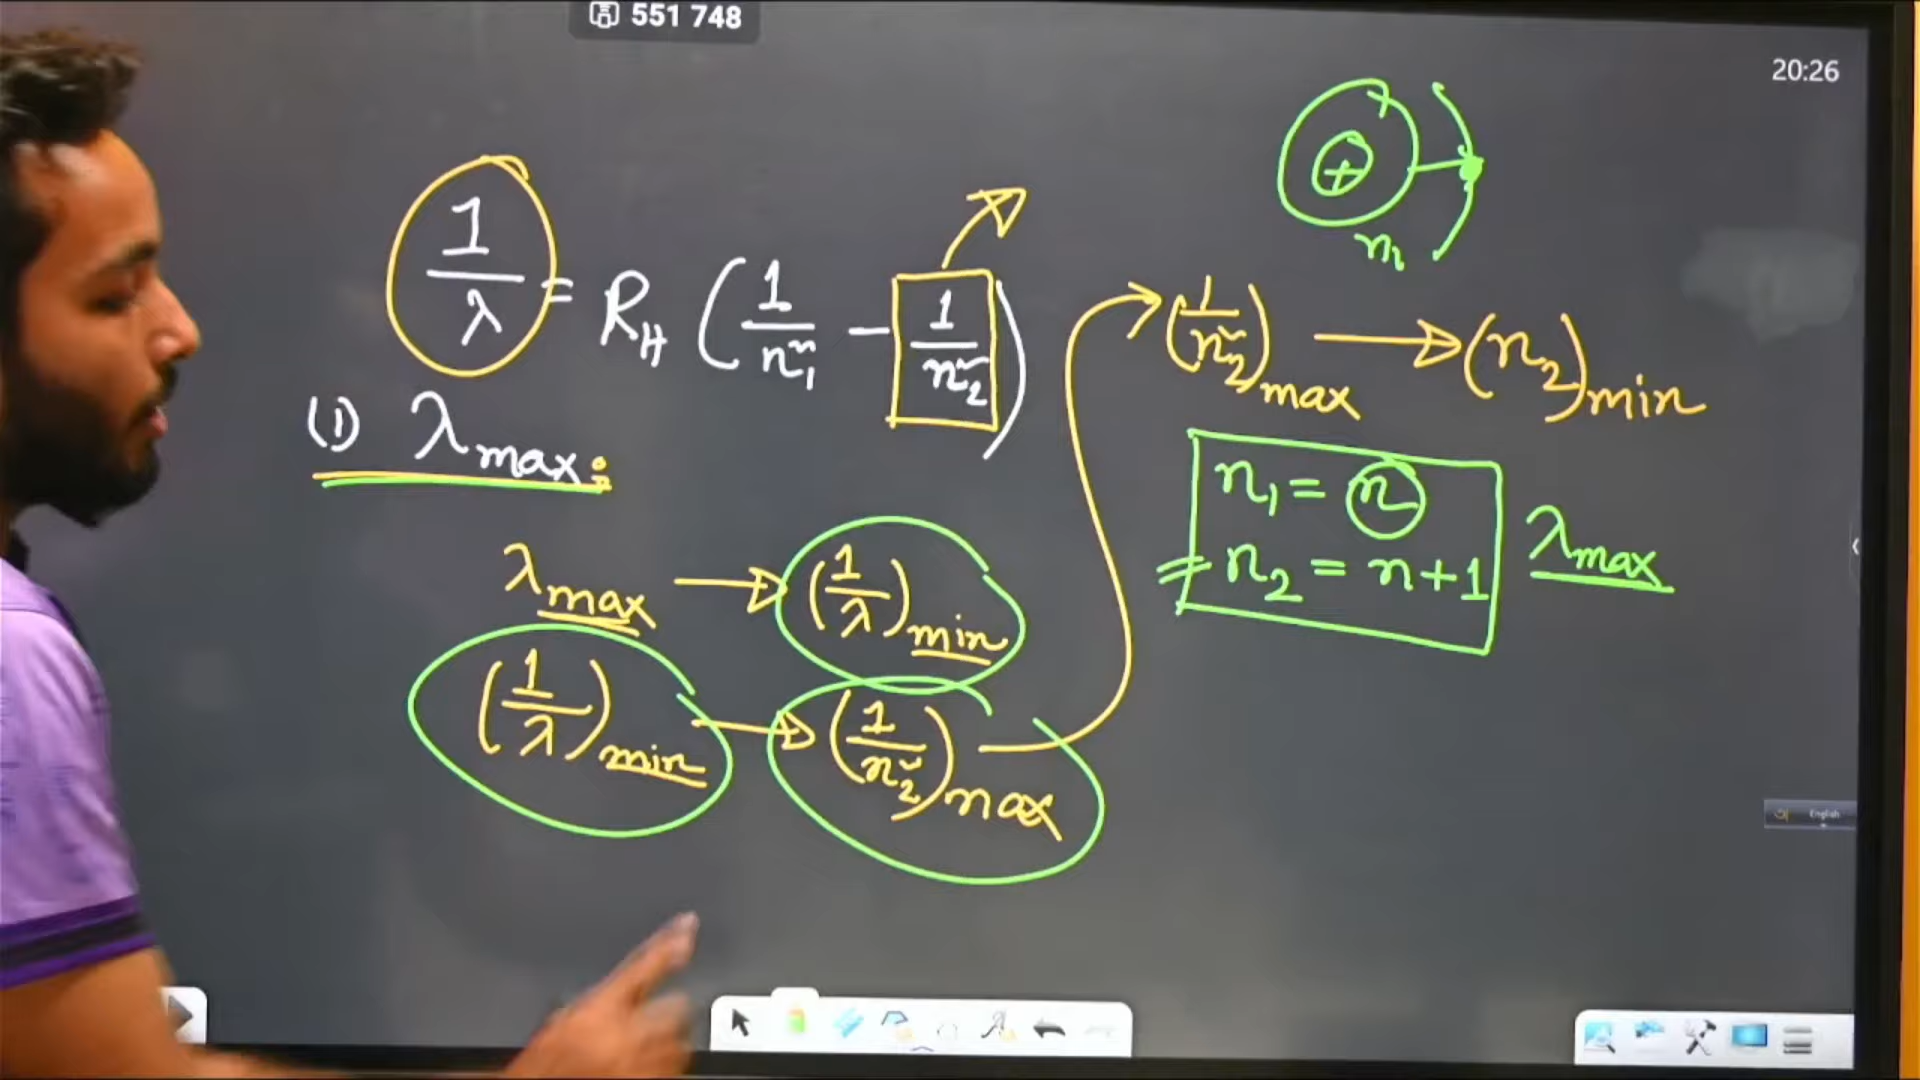 551 748
20:26
1/λ = R_H (1/n₁² − 1/n₂²)
n₁
(1/n₂²)max → (n₂)min
(1) λmax:
n₁ = n
n₂ = n+1
λmax
λmax → (1/λ)min
(1/λ)min → (1/n₂²)max
English